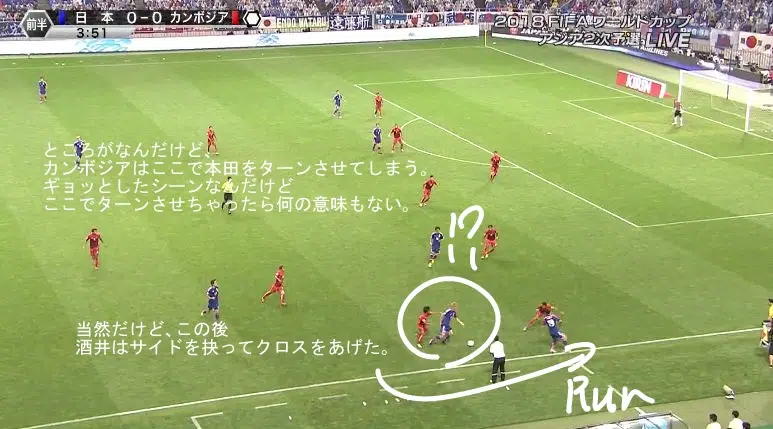 前半 日本 0-0 カンボジア
3:51
ENDO WATARU 遠藤航
2018 FIFA ワールドカップ
アジア2次予選 LIVE
KIRIN
ところがなんだけど、
カンボジアはここで本田をターンさせてしまう。
ギョッとしたシーンなんだけど
ここでターンさせちゃったら何の意味もない。
当然だけど、この後
酒井はサイドを抉ってクロスをあげた。
Run